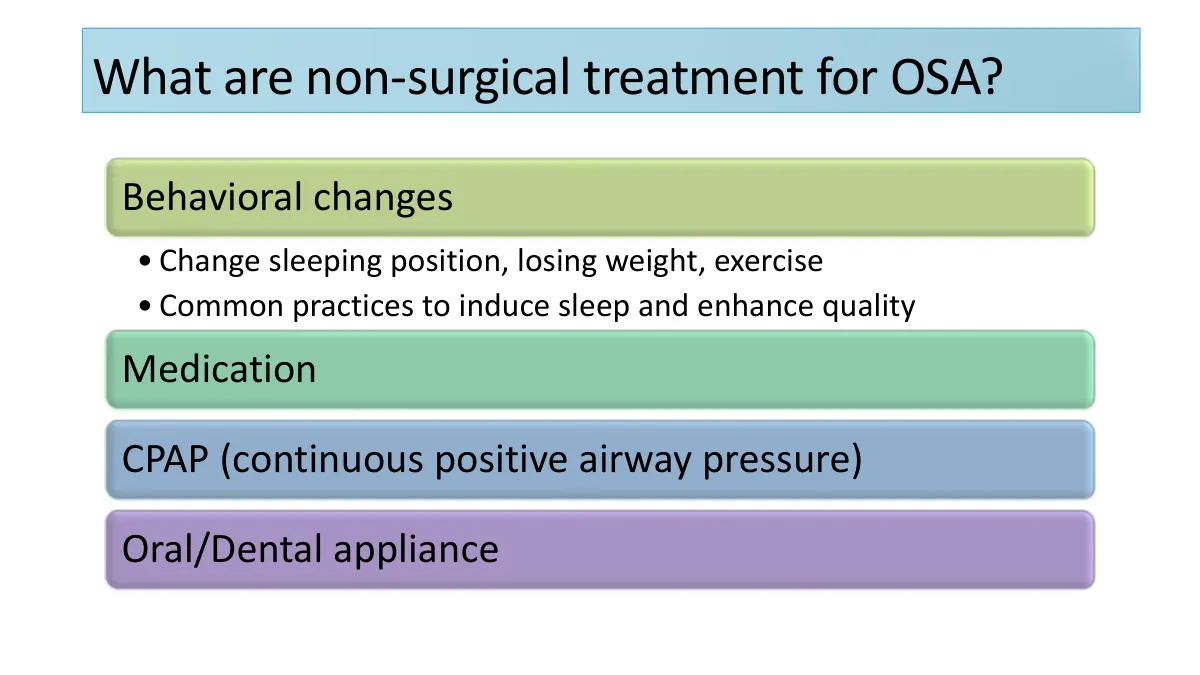 What are non-surgical treatment for OSA?
Behavioral changes
• Change sleeping position, losing weight, exercise
• Common practices to induce sleep and enhance quality
Medication
CPAP (continuous positive airway pressure)
Oral/Dental appliance